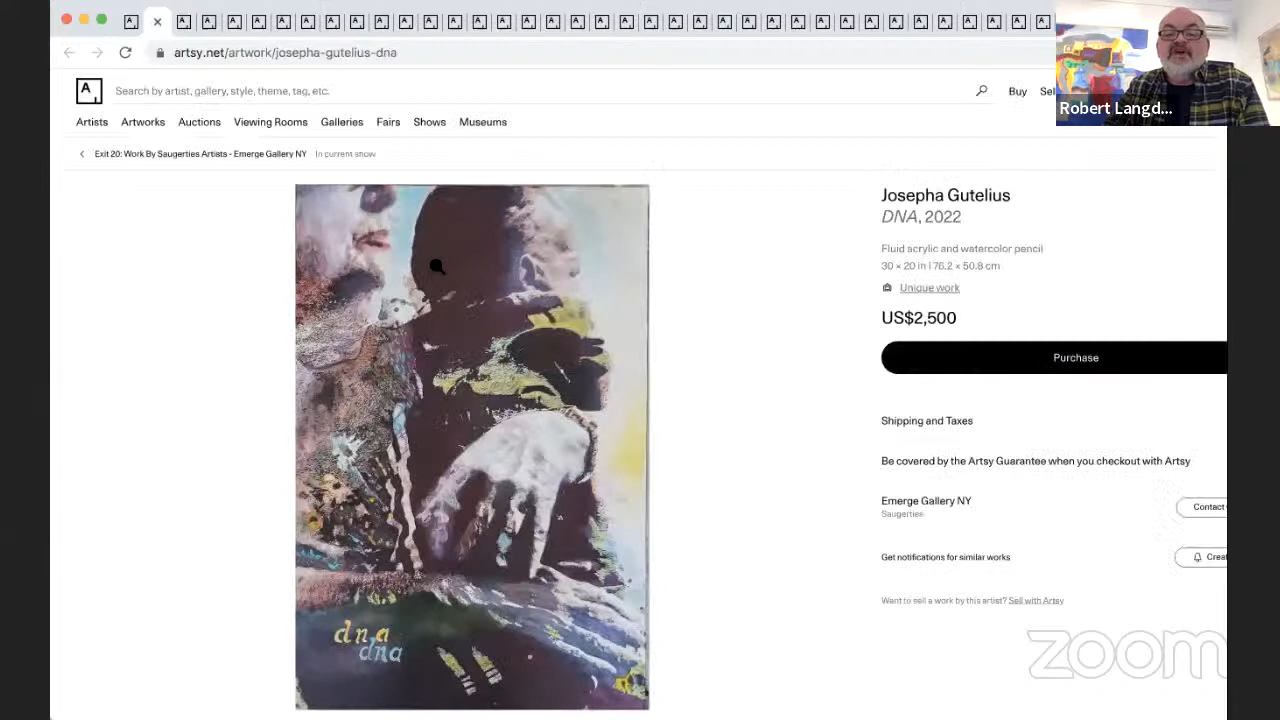 artsy.net/artwork/josepha-gutelius-dna
A
Search by artist, gallery, style, theme, tag, etc.
Buy
Artists Artworks Auctions Viewing Rooms Galleries Fairs Shows Museums
Robert Langd...
Exit 20: Work By Saugerties Artists - Emerge Gallery NY In current show
Josepha Gutelius
DNA, 2022
Fluid acrylic and watercolor pencil
30 × 20 in | 76.2 × 50.8 cm
Unique work
US$2,500
Purchase
Shipping and Taxes
Be covered by the Artsy Guarantee when you checkout with Artsy
Emerge Gallery NY
Saugerties
Contact
Get notifications for similar works
Want to sell a work by this artist? Sell with Artsy
dna
dna
zoom